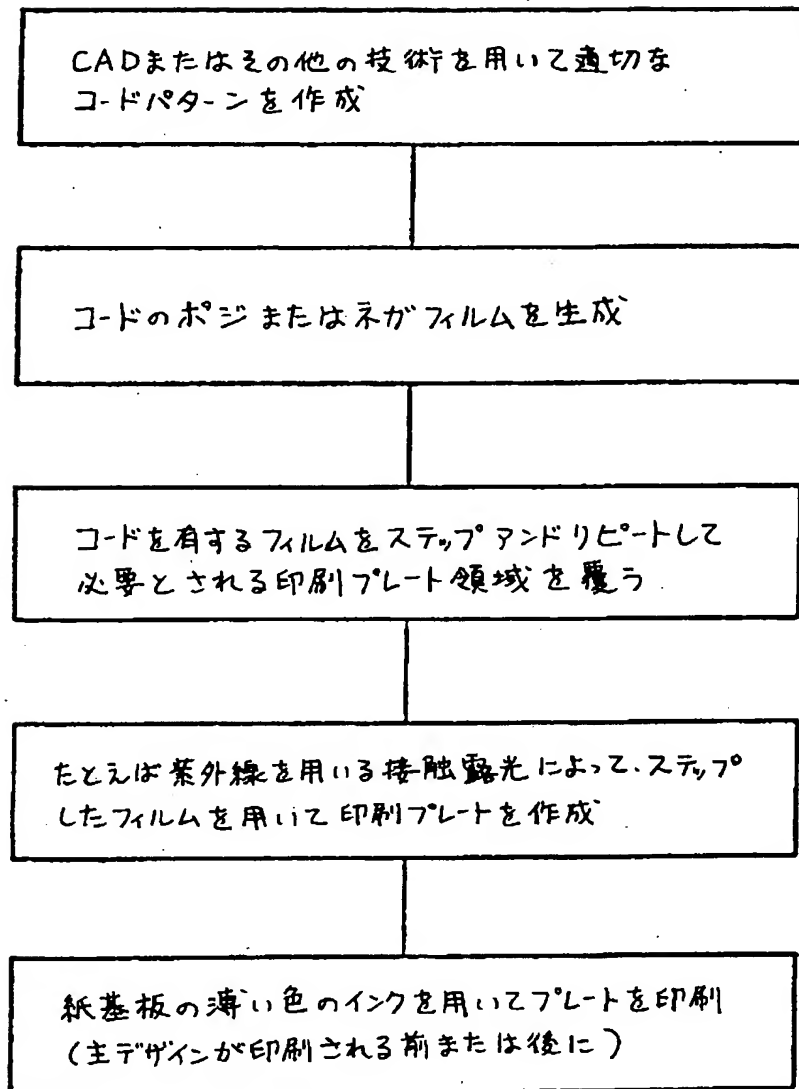 CADまたはその他の技術を用いて適切な
コードパターンを作成
コードのポジまたはネガフィルムを生成
コードを有するフィルムをステップアンドリピートして
必要とされる印刷プレート領域を覆う
たとえば紫外線を用いる接触露光によって、ステップ
したフィルムを用いて印刷プレートを作成
紙基板の薄い色のインクを用いてプレートを印刷
(主デザインが印刷される前または後に)